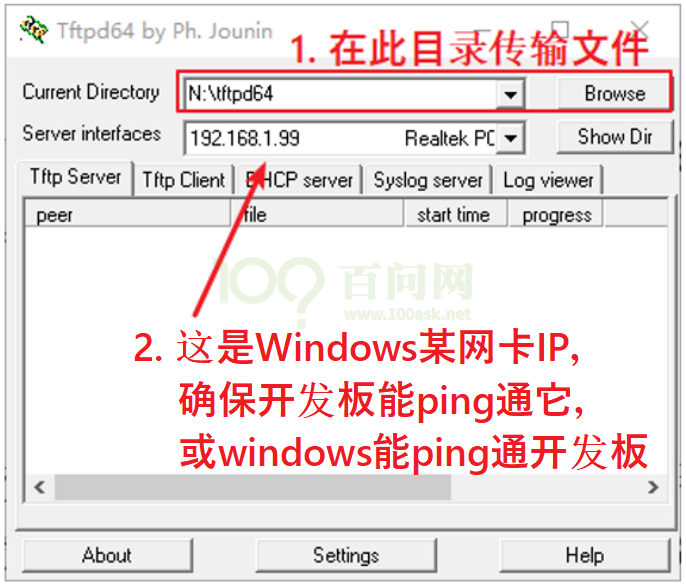 Tftpd64 by Ph. Jounin
1. 在此目录传输文件
Current Directory
N:\tftpd64
Browse
Server interfaces
192.168.1.99
Realtek PC
Show Dir
Tftp Server
Tftp Client
DHCP server
Syslog server
Log viewer
peer
file
start time
progress
百问网
www.100ask.net
2. 这是Windows某网卡IP,
确保开发板能ping通它,
或windows能ping通开发板
About
Settings
Help